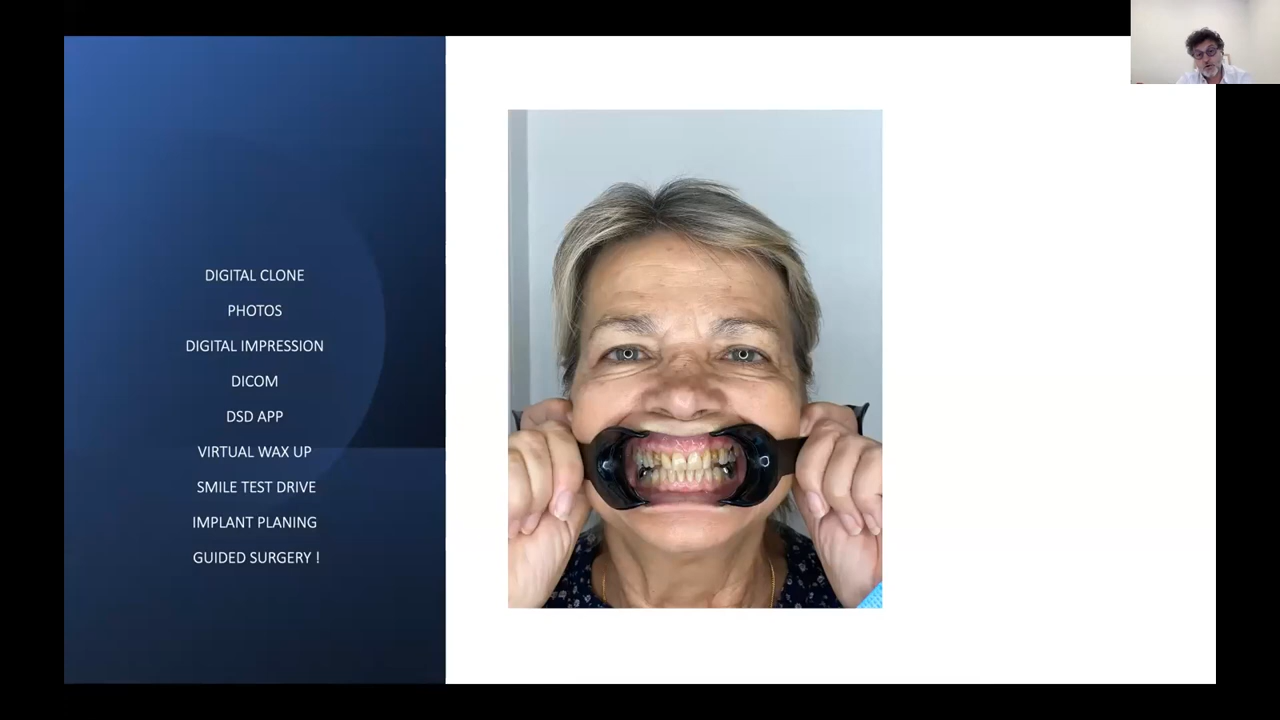 DIGITAL CLONE
PHOTOS
DIGITAL IMPRESSION
DICOM
DSD APP
VIRTUAL WAX UP
SMILE TEST DRIVE
IMPLANT PLANING
GUIDED SURGERY !